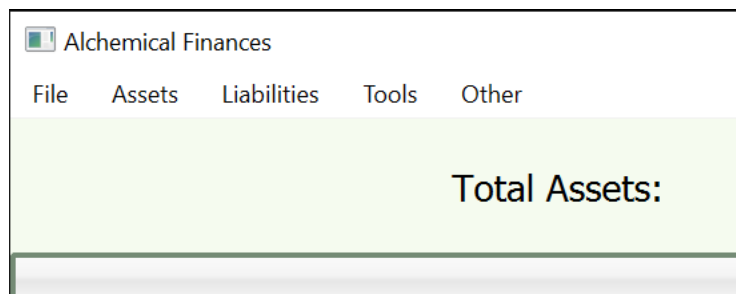 Alchemical Finances
File Assets Liabilities Tools Other
Total Assets: